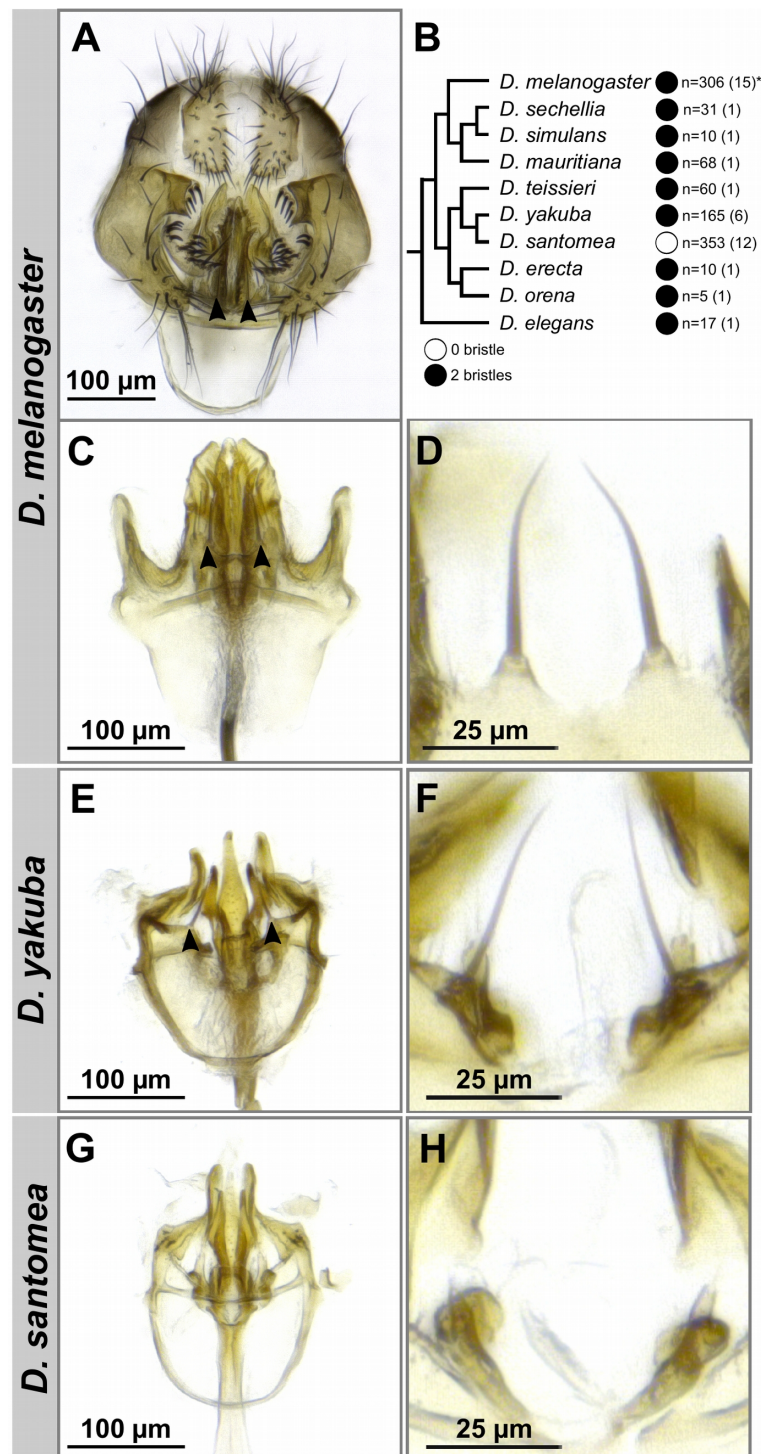 A
B
D. melanogaster n=306 (15)*
D. sechellia n=31 (1)
D. simulans n=10 (1)
D. mauritiana n=68 (1)
D. teissieri n=60 (1)
D. yakuba n=165 (6)
D. santomea n=353 (12)
D. erecta n=10 (1)
D. orena n=5 (1)
D. elegans n=17 (1)
0 bristle
2 bristles
100 µm
D. melanogaster
C
100 µm
D
25 µm
D. yakuba
E
100 µm
F
25 µm
D. santomea
G
100 µm
H
25 µm